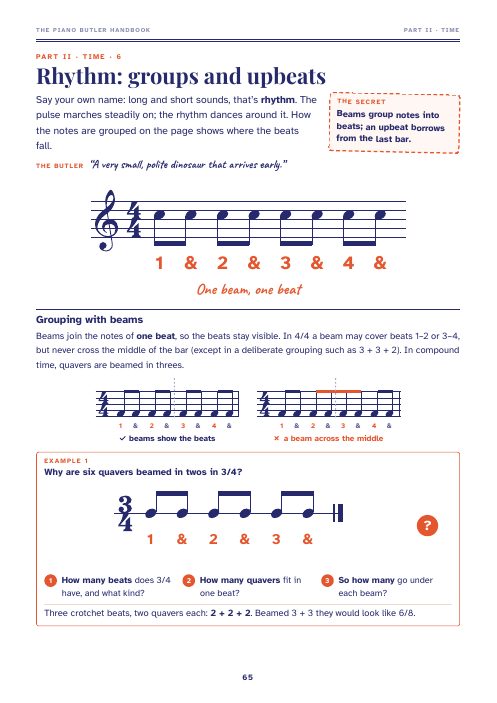 THE PIANO BUTLER HANDBOOK
PART II · TIME
PART II · TIME · 6
Rhythm: groups and upbeats
Say your own name: long and short sounds, that's rhythm. The
pulse marches steadily on; the rhythm dances around it. How
the notes are grouped on the page shows where the beats
fall.
THE SECRET
Beams group notes into
beats; an upbeat borrows
from the last bar.
THE BUTLER "A very small, polite dinosaur that arrives early."
4
4
1 & 2 & 3 & 4 &
One beam, one beat
Grouping with beams
Beams join the notes of one beat, so the beats stay visible. In 4/4 a beam may cover beats 1–2 or 3–4,
but never cross the middle of the bar (except in a deliberate grouping such as 3 + 3 + 2). In compound
time, quavers are beamed in threes.
4
4
1 & 2 & 3 & 4 &
✓ beams show the beats
4
4
1 & 2 & 3 & 4 &
✕ a beam across the middle
EXAMPLE 1
Why are six quavers beamed in twos in 3/4?
3
4
1 & 2 & 3 &
?
1 How many beats does 3/4
have, and what kind?
2 How many quavers fit in
one beat?
3 So how many go under
each beam?
Three crotchet beats, two quavers each: 2 + 2 + 2. Beamed 3 + 3 they would look like 6/8.
65